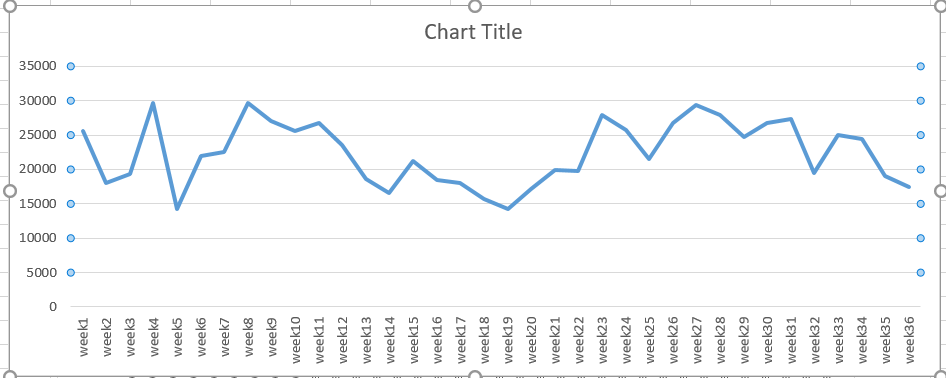 Chart Title
35000
30000
25000
20000
15000
10000
5000
0
week1
week2
week3
week4
week5
week6
week7
week8
week9
week10
week11
week12
week13
week14
week15
week16
week17
week18
week19
week20
week21
week22
week23
week24
week25
week26
week27
week28
week29
week30
week31
week32
week33
week34
week35
week36